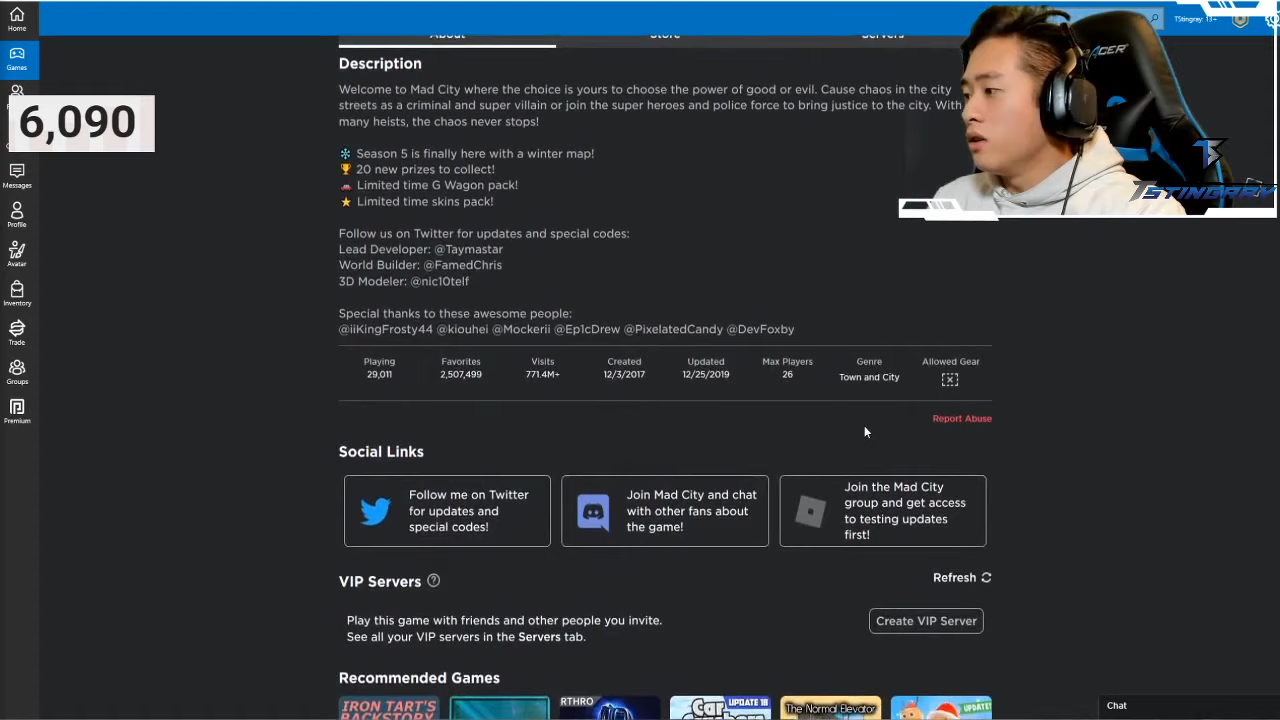 Home
TStingray: 13+
About
Store
Servers
Games
Description
Welcome to Mad City where the choice is yours to choose the power of good or evil. Cause chaos in the city
streets as a criminal and super villain or join the super heroes and police force to bring justice to the city. With
many heists, the chaos never stops!
6,090
Season 5 is finally here with a winter map!
20 new prizes to collect!
Limited time G Wagon pack!
Limited time skins pack!
TSTINGRAY
Messages
Profile
Avatar
Inventory
Trade
Groups
Premium
Follow us on Twitter for updates and special codes:
Lead Developer: @Taymastar
World Builder: @FamedChris
3D Modeler: @nic10telf
Special thanks to these awesome people:
@iiKingFrosty44 @kiouhei @Mockerii @Ep1cDrew @PixelatedCandy @DevFoxby
Playing Favorites Visits Created Updated Max Players Genre Allowed Gear
29,011 2,507,499 771.4M+ 12/3/2017 12/25/2019 26 Town and City
Report Abuse
Social Links
Follow me on Twitter
for updates and
special codes!
Join Mad City and chat
with other fans about
the game!
Join the Mad City
group and get access
to testing updates
first!
VIP Servers
Refresh
Play this game with friends and other people you invite.
See all your VIP servers in the Servers tab.
Create VIP Server
Recommended Games
IRON TART'S
BACKSTORY
RTHRO
UPDATE 18
Car
The Normal Elevator
UPDATE!
Chat